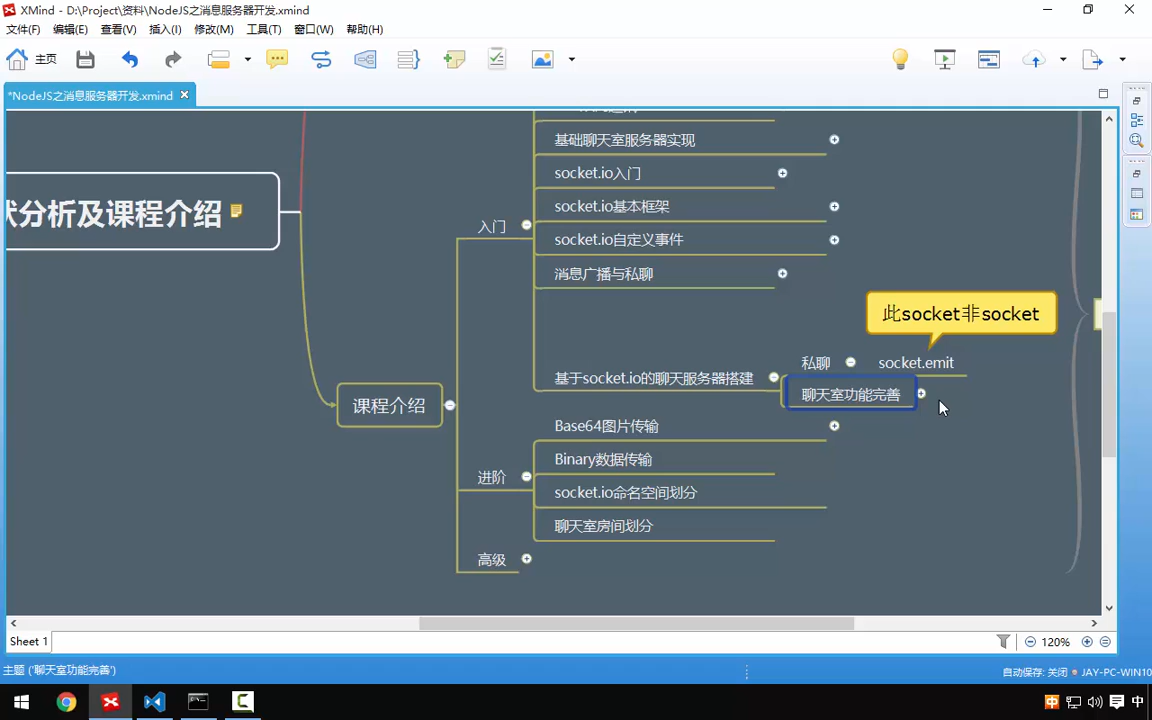 XMind - D:\Project\资料\NodeJS之消息服务器开发.xmind
文件(F) 编辑(E) 查看(V) 插入(I) 修改(M) 工具(T) 窗口(W) 帮助(H)
主页
*NodeJS之消息服务器开发.xmind
基础聊天室服务器实现
socket.io入门
分析及课程介绍
socket.io基本框架
入门
socket.io自定义事件
消息广播与私聊
此socket非socket
私聊 socket.emit
基于socket.io的聊天服务器搭建
聊天室功能完善
课程介绍
Base64图片传输
Binary数据传输
进阶
socket.io命名空间划分
聊天室房间划分
高级
Sheet 1
120%
主题 ('聊天室功能完善')
自动保存: 关闭 JAY-PC-WIN10
中 中